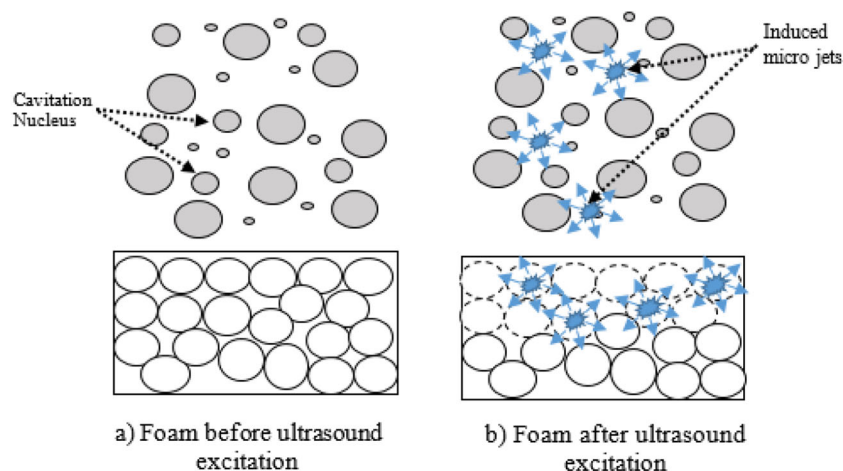 Cavitation
Nucleus
Induced
micro jets
a) Foam before ultrasound
excitation
b) Foam after ultrasound
excitation